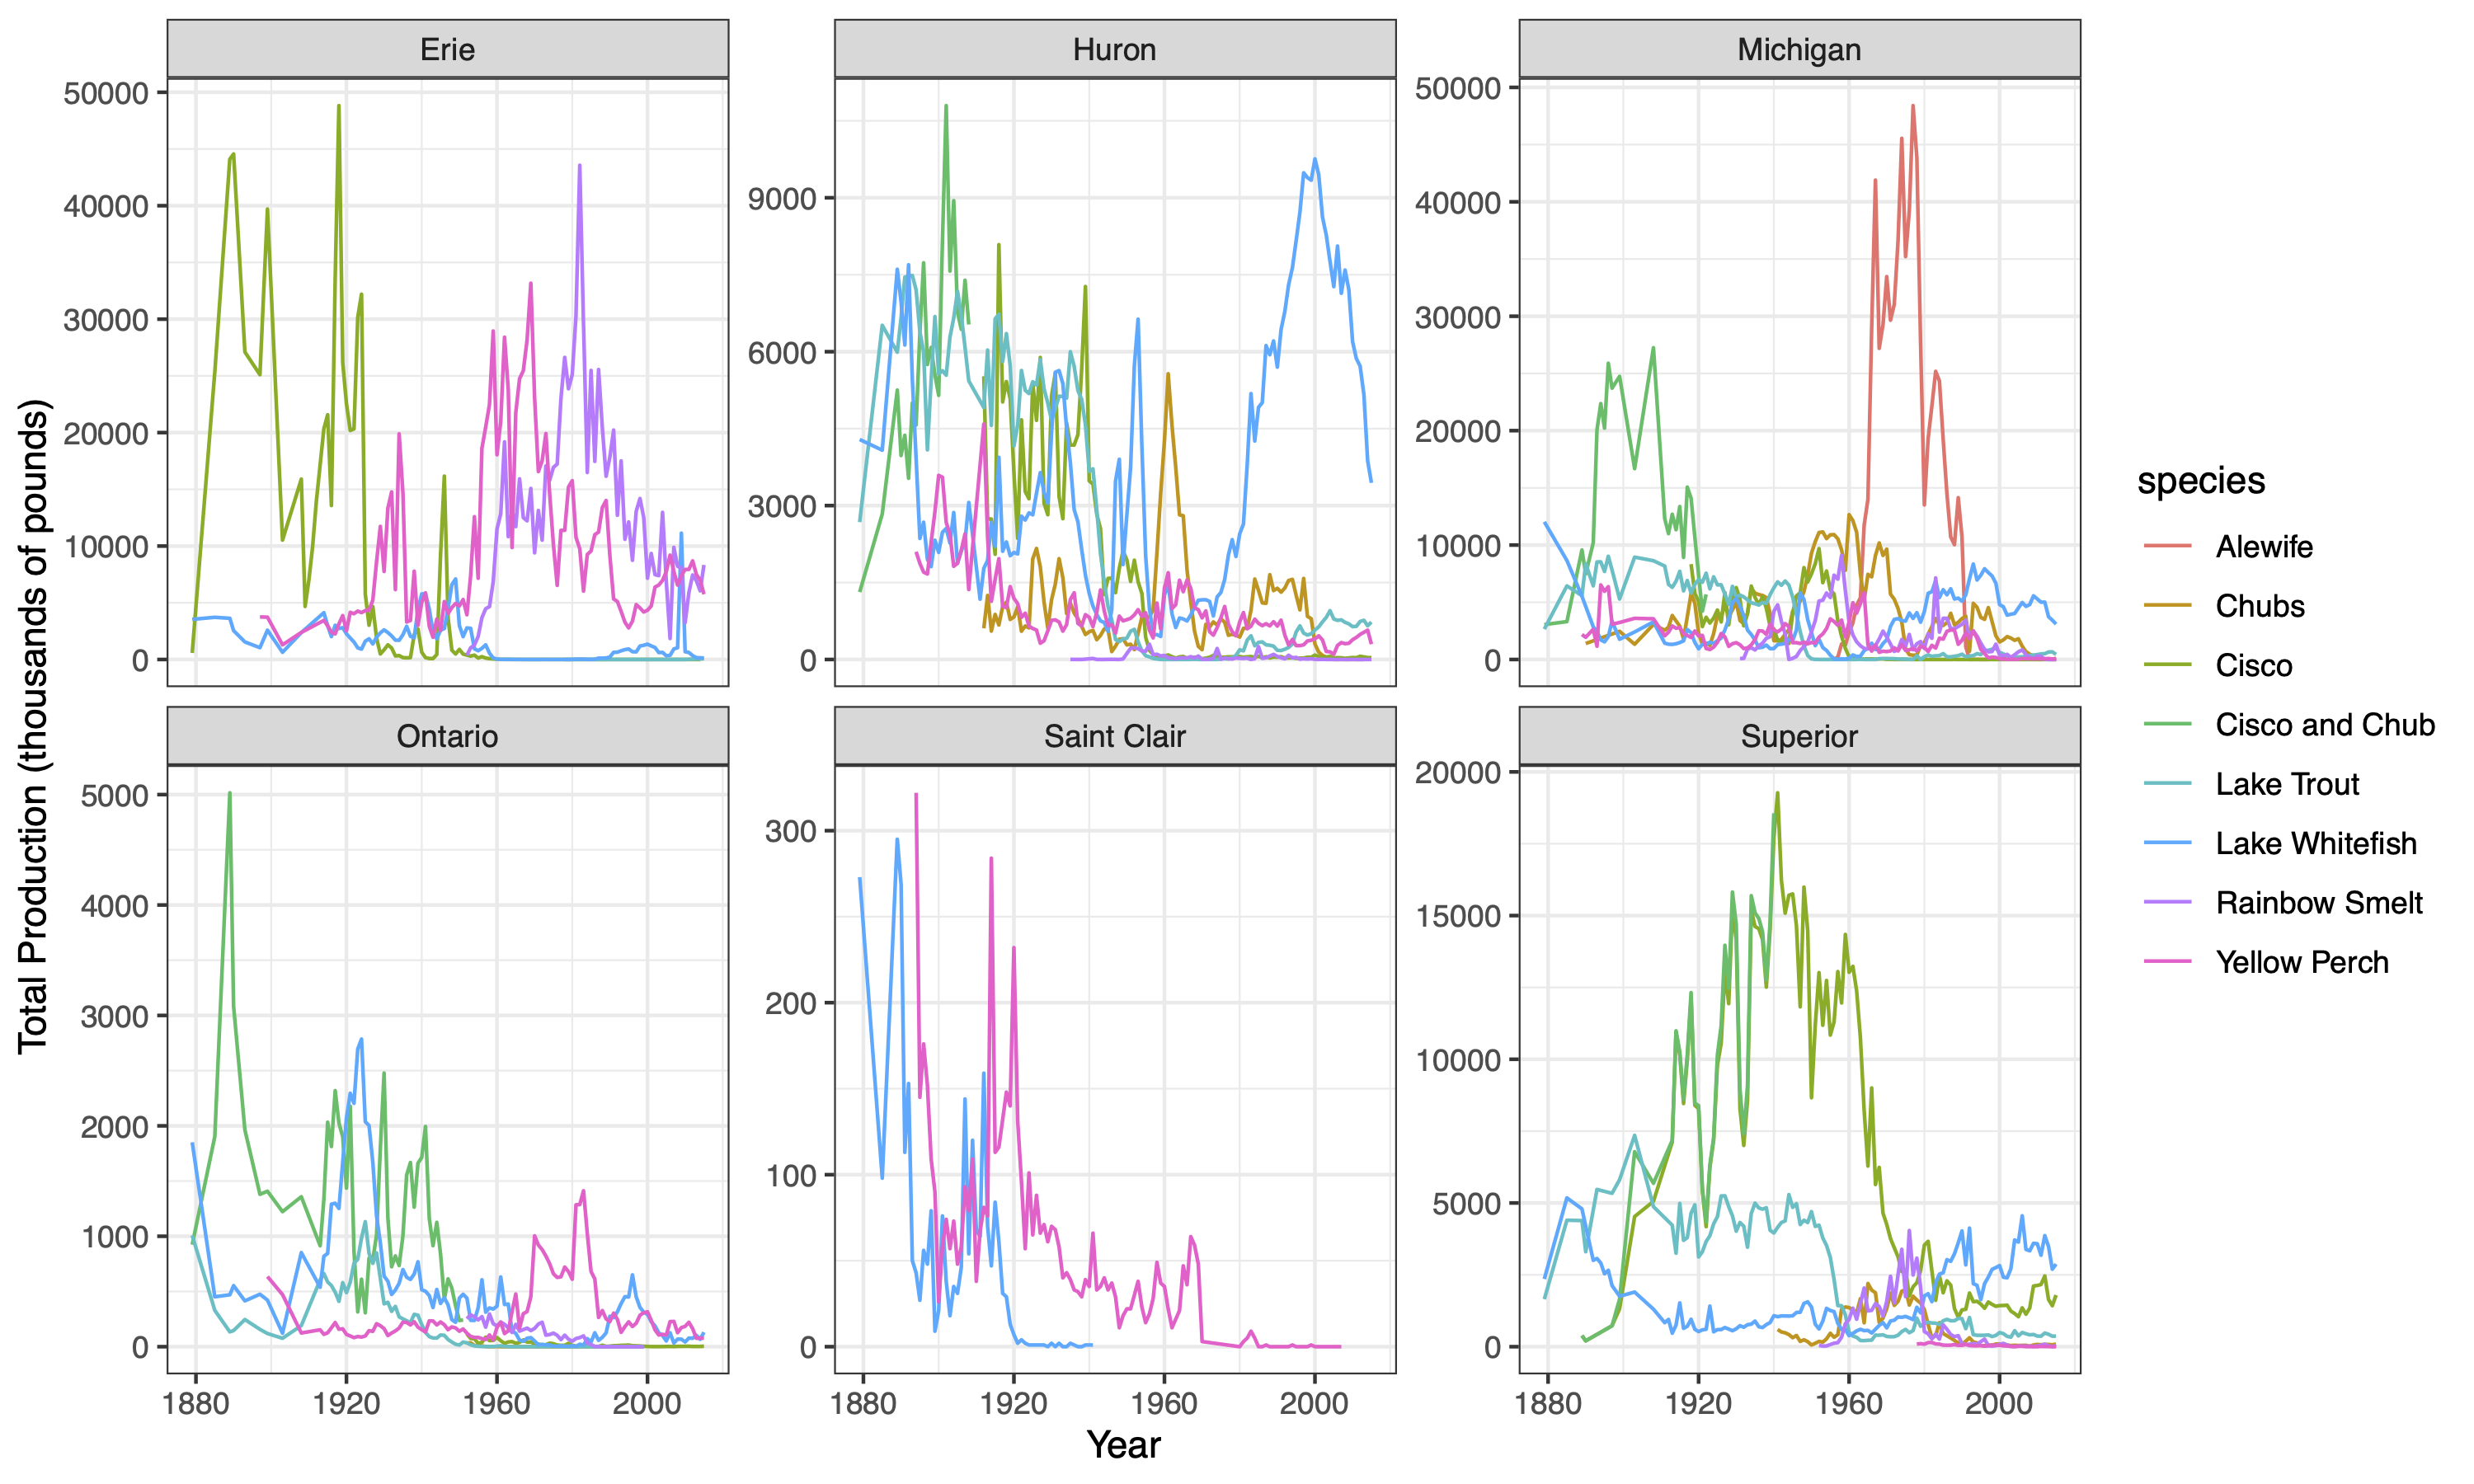 Erie
Huron
Michigan
50000
40000
30000
20000
10000
0
9000
6000
3000
0
50000
40000
30000
20000
10000
0
Total Production (thousands of pounds)
Ontario
Saint Clair
Superior
5000
4000
3000
2000
1000
0
300
200
100
0
20000
15000
10000
5000
0
1880 1920 1960 2000
1880 1920 1960 2000
1880 1920 1960 2000
Year
species
Alewife
Chubs
Cisco
Cisco and Chub
Lake Trout
Lake Whitefish
Rainbow Smelt
Yellow Perch